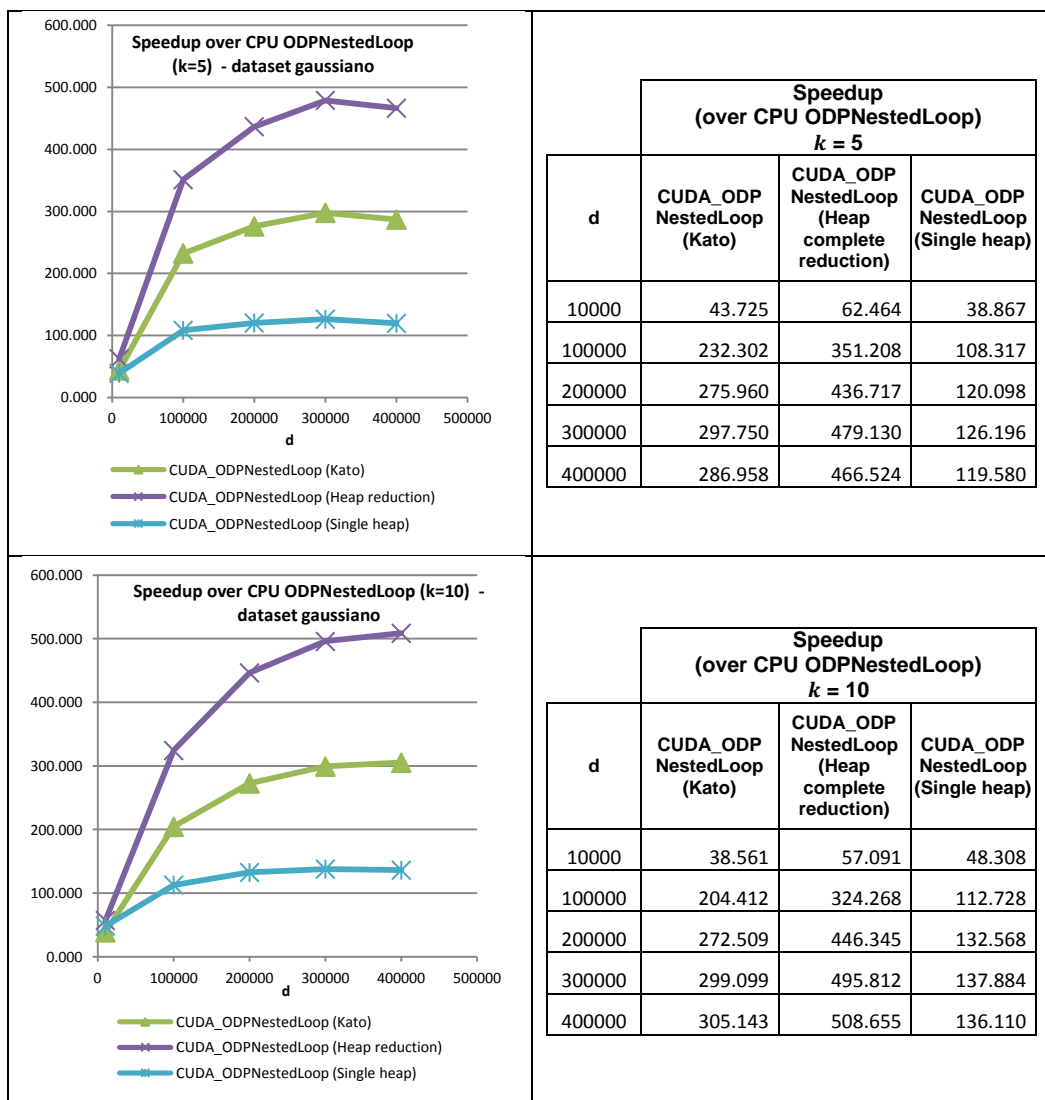 600.000
500.000
400.000
300.000
200.000
100.000
0.000
Speedup over CPU ODPNestedLoop
(k=5) - dataset gaussiano
0 100000 200000 300000 400000 500000
d
CUDA_ODPNestedLoop (Kato)
CUDA_ODPNestedLoop (Heap reduction)
CUDA_ODPNestedLoop (Single heap)
Speedup
(over CPU ODPNestedLoop)
k = 5
d
CUDA_ODP
NestedLoop
(Kato)
CUDA_ODP
NestedLoop
(Heap
complete
reduction)
CUDA_ODP
NestedLoop
(Single heap)
10000 43.725 62.464 38.867
100000 232.302 351.208 108.317
200000 275.960 436.717 120.098
300000 297.750 479.130 126.196
400000 286.958 466.524 119.580
600.000
500.000
400.000
300.000
200.000
100.000
0.000
Speedup over CPU ODPNestedLoop (k=10) -
dataset gaussiano
0 100000 200000 300000 400000 500000
d
CUDA_ODPNestedLoop (Kato)
CUDA_ODPNestedLoop (Heap reduction)
CUDA_ODPNestedLoop (Single heap)
Speedup
(over CPU ODPNestedLoop)
k = 10
d
CUDA_ODP
NestedLoop
(Kato)
CUDA_ODP
NestedLoop
(Heap
complete
reduction)
CUDA_ODP
NestedLoop
(Single heap)
10000 38.561 57.091 48.308
100000 204.412 324.268 112.728
200000 272.509 446.345 132.568
300000 299.099 495.812 137.884
400000 305.143 508.655 136.110